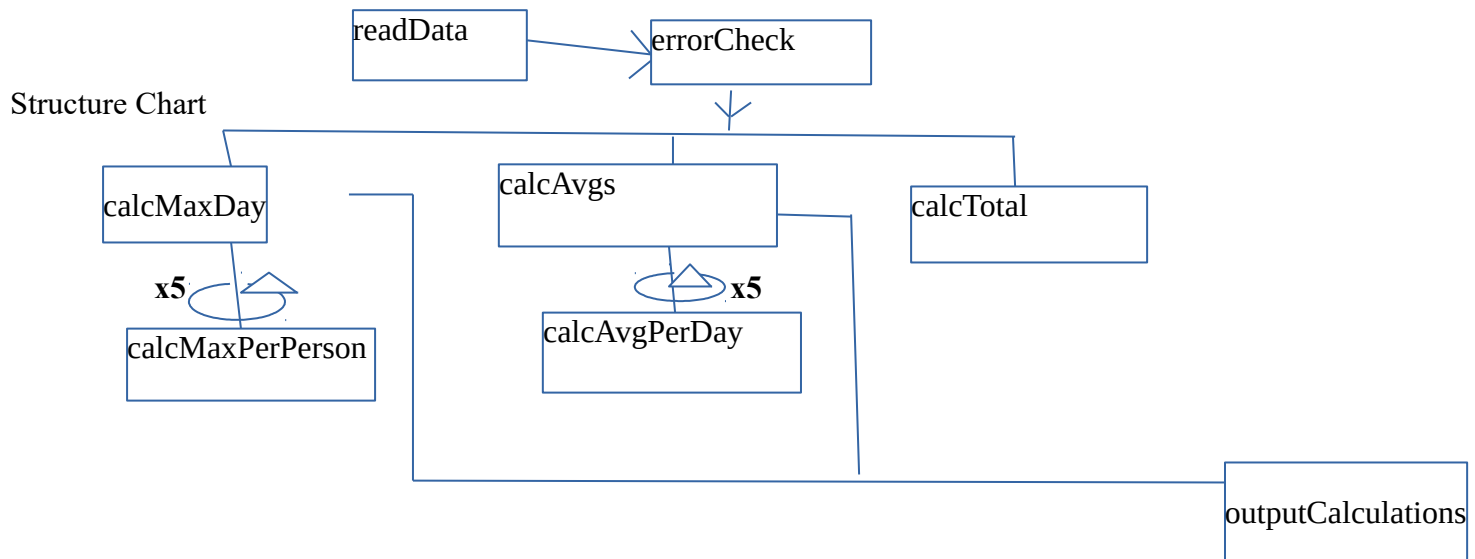 readData
errorCheck
Structure Chart
calcMaxDay
calcAvgs
calcTotal
x5
x5
calcMaxPerPerson
calcAvgPerDay
outputCalculations